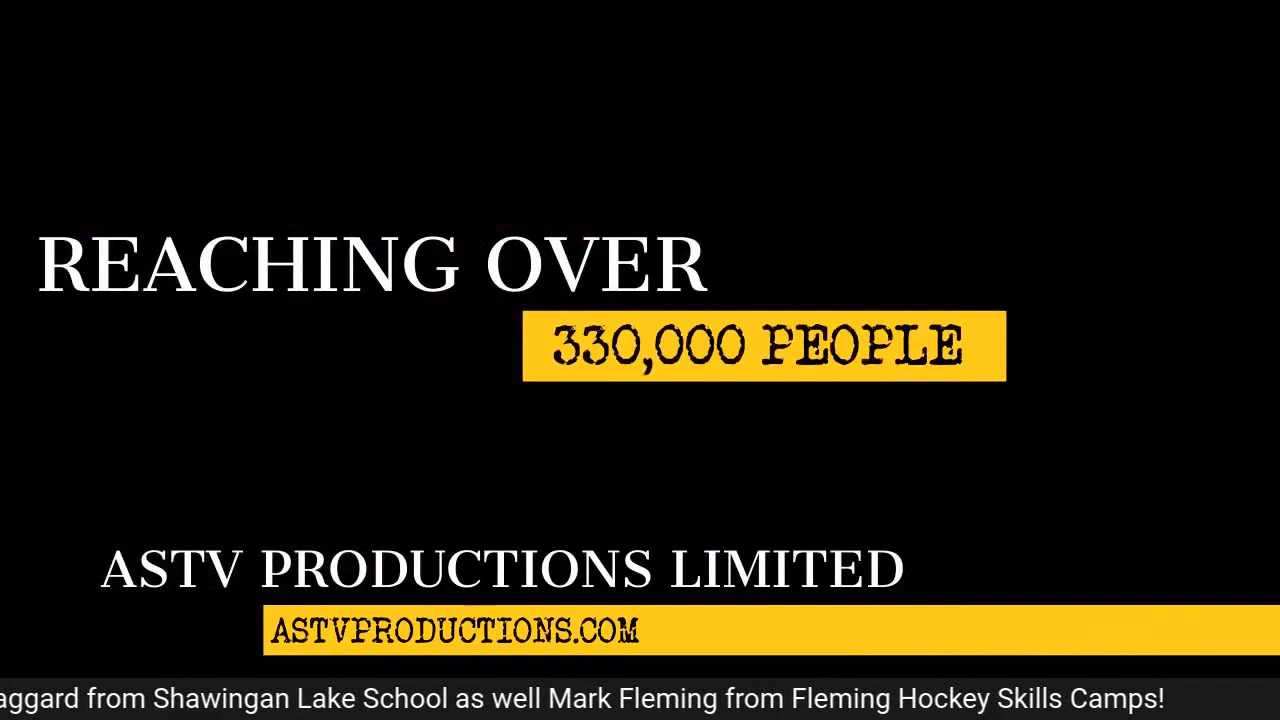 REACHING OVER
330,000 PEOPLE
ASTV PRODUCTIONS LIMITED
ASTVPRODUCTIONS.COM
from Shawingan Lake School as well Mark Fleming from Fleming Hockey Skills Camps!